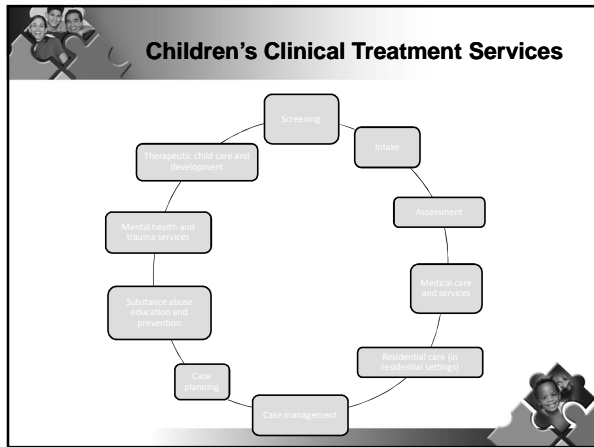 Children's Clinical Treatment Services
Screening
Intake
Assessment
Medical care
and services
Residential care (in
residential settings)
Case management
Case
planning
Substance abuse
education and
prevention
Mental health and
trauma services
Therapeutic child care and
development